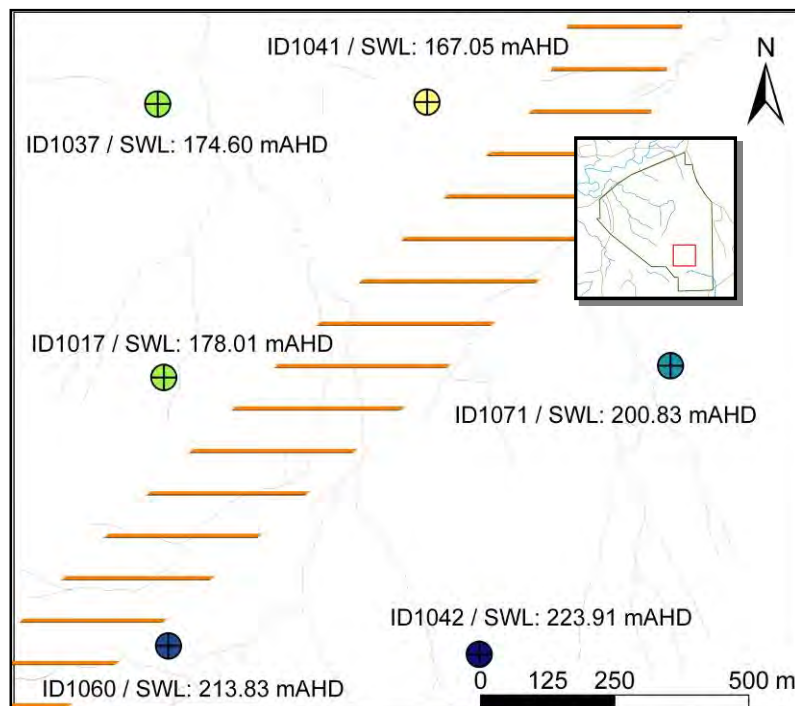 ID1041 / SWL: 167.05 mAHD
N
ID1037 / SWL: 174.60 mAHD
ID1017 / SWL: 178.01 mAHD
ID1071 / SWL: 200.83 mAHD
ID1042 / SWL: 223.91 mAHD
ID1060 / SWL: 213.83 mAHD
0 125 250 500 m